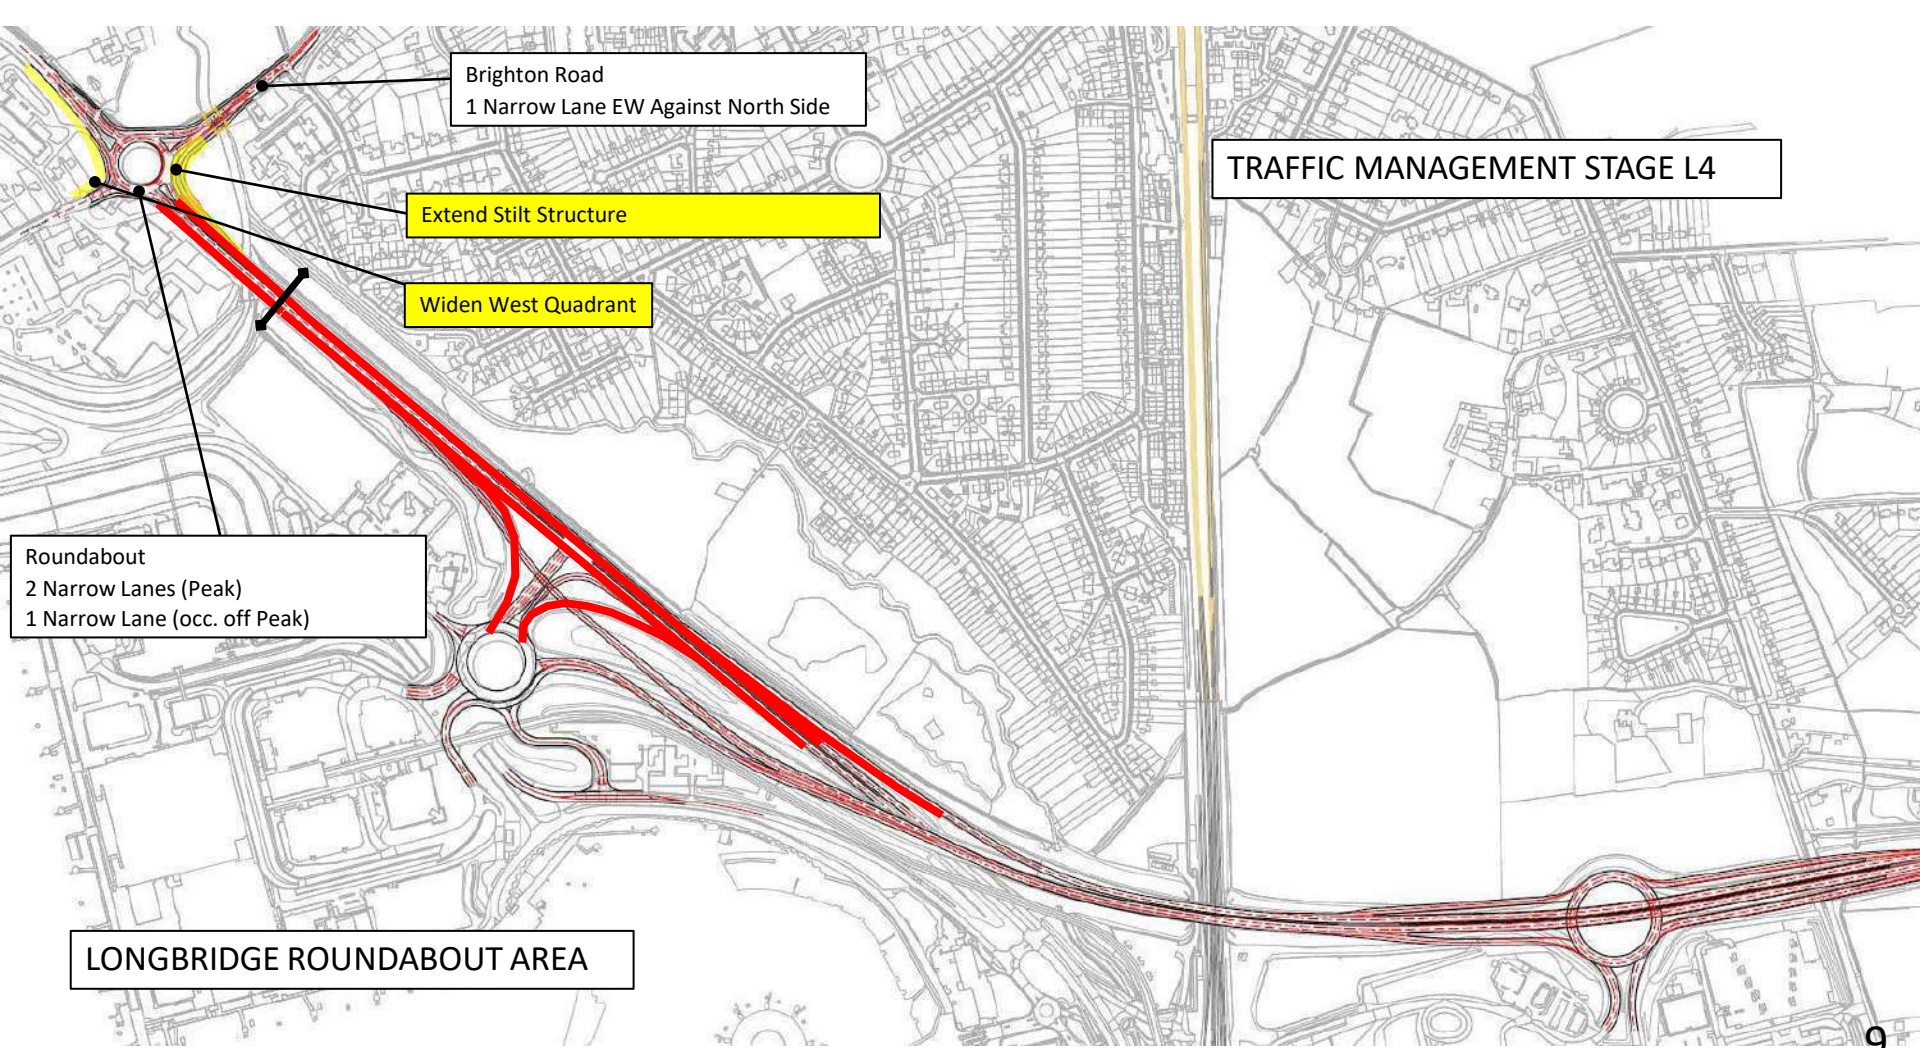 Brighton Road
1 Narrow Lane EW Against North Side
TRAFFIC MANAGEMENT STAGE L4
Extend Stilt Structure
Widen West Quadrant
Roundabout
2 Narrow Lanes (Peak)
1 Narrow Lane (occ. off Peak)
LONGBRIDGE ROUNDABOUT AREA
9